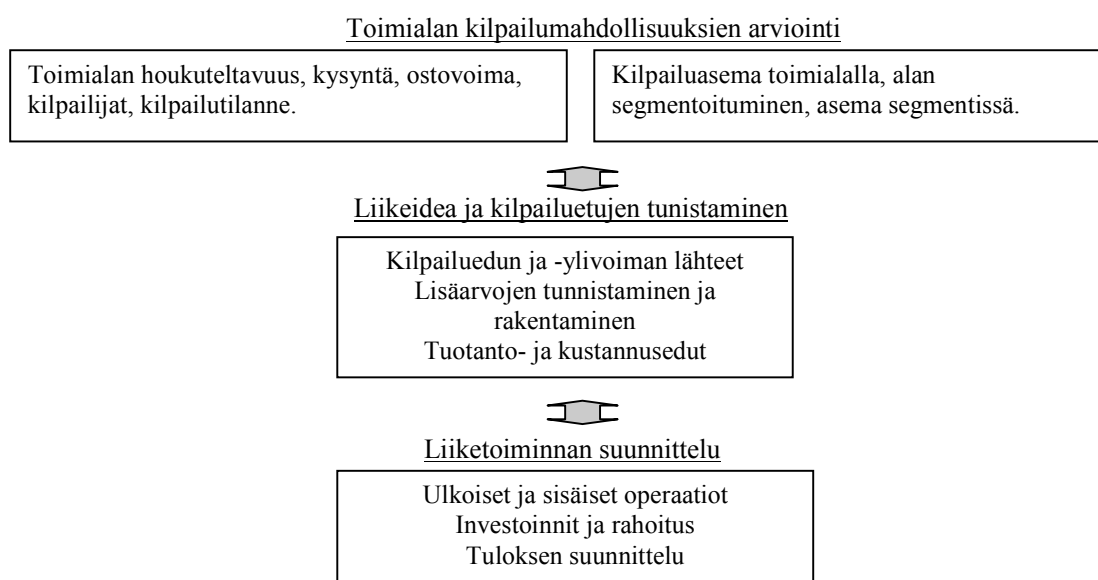 Toimialan kilpailumahdollisuuksien arviointi
Toimialan houkuteltavuus, kysyntä, ostovoima,
kilpailijat, kilpailutilanne.
Kilpailuasema toimialalla, alan
segmentoituminen, asema segmentissä.
Liikeidea ja kilpailuetujen tunistaminen
Kilpailuedun ja -ylivoiman lähteet
Lisäarvojen tunnistaminen ja
rakentaminen
Tuotanto- ja kustannusedut
Liiketoiminnan suunnittelu
Ulkoiset ja sisäiset operaatiot
Investoinnit ja rahoitus
Tuloksen suunnittelu